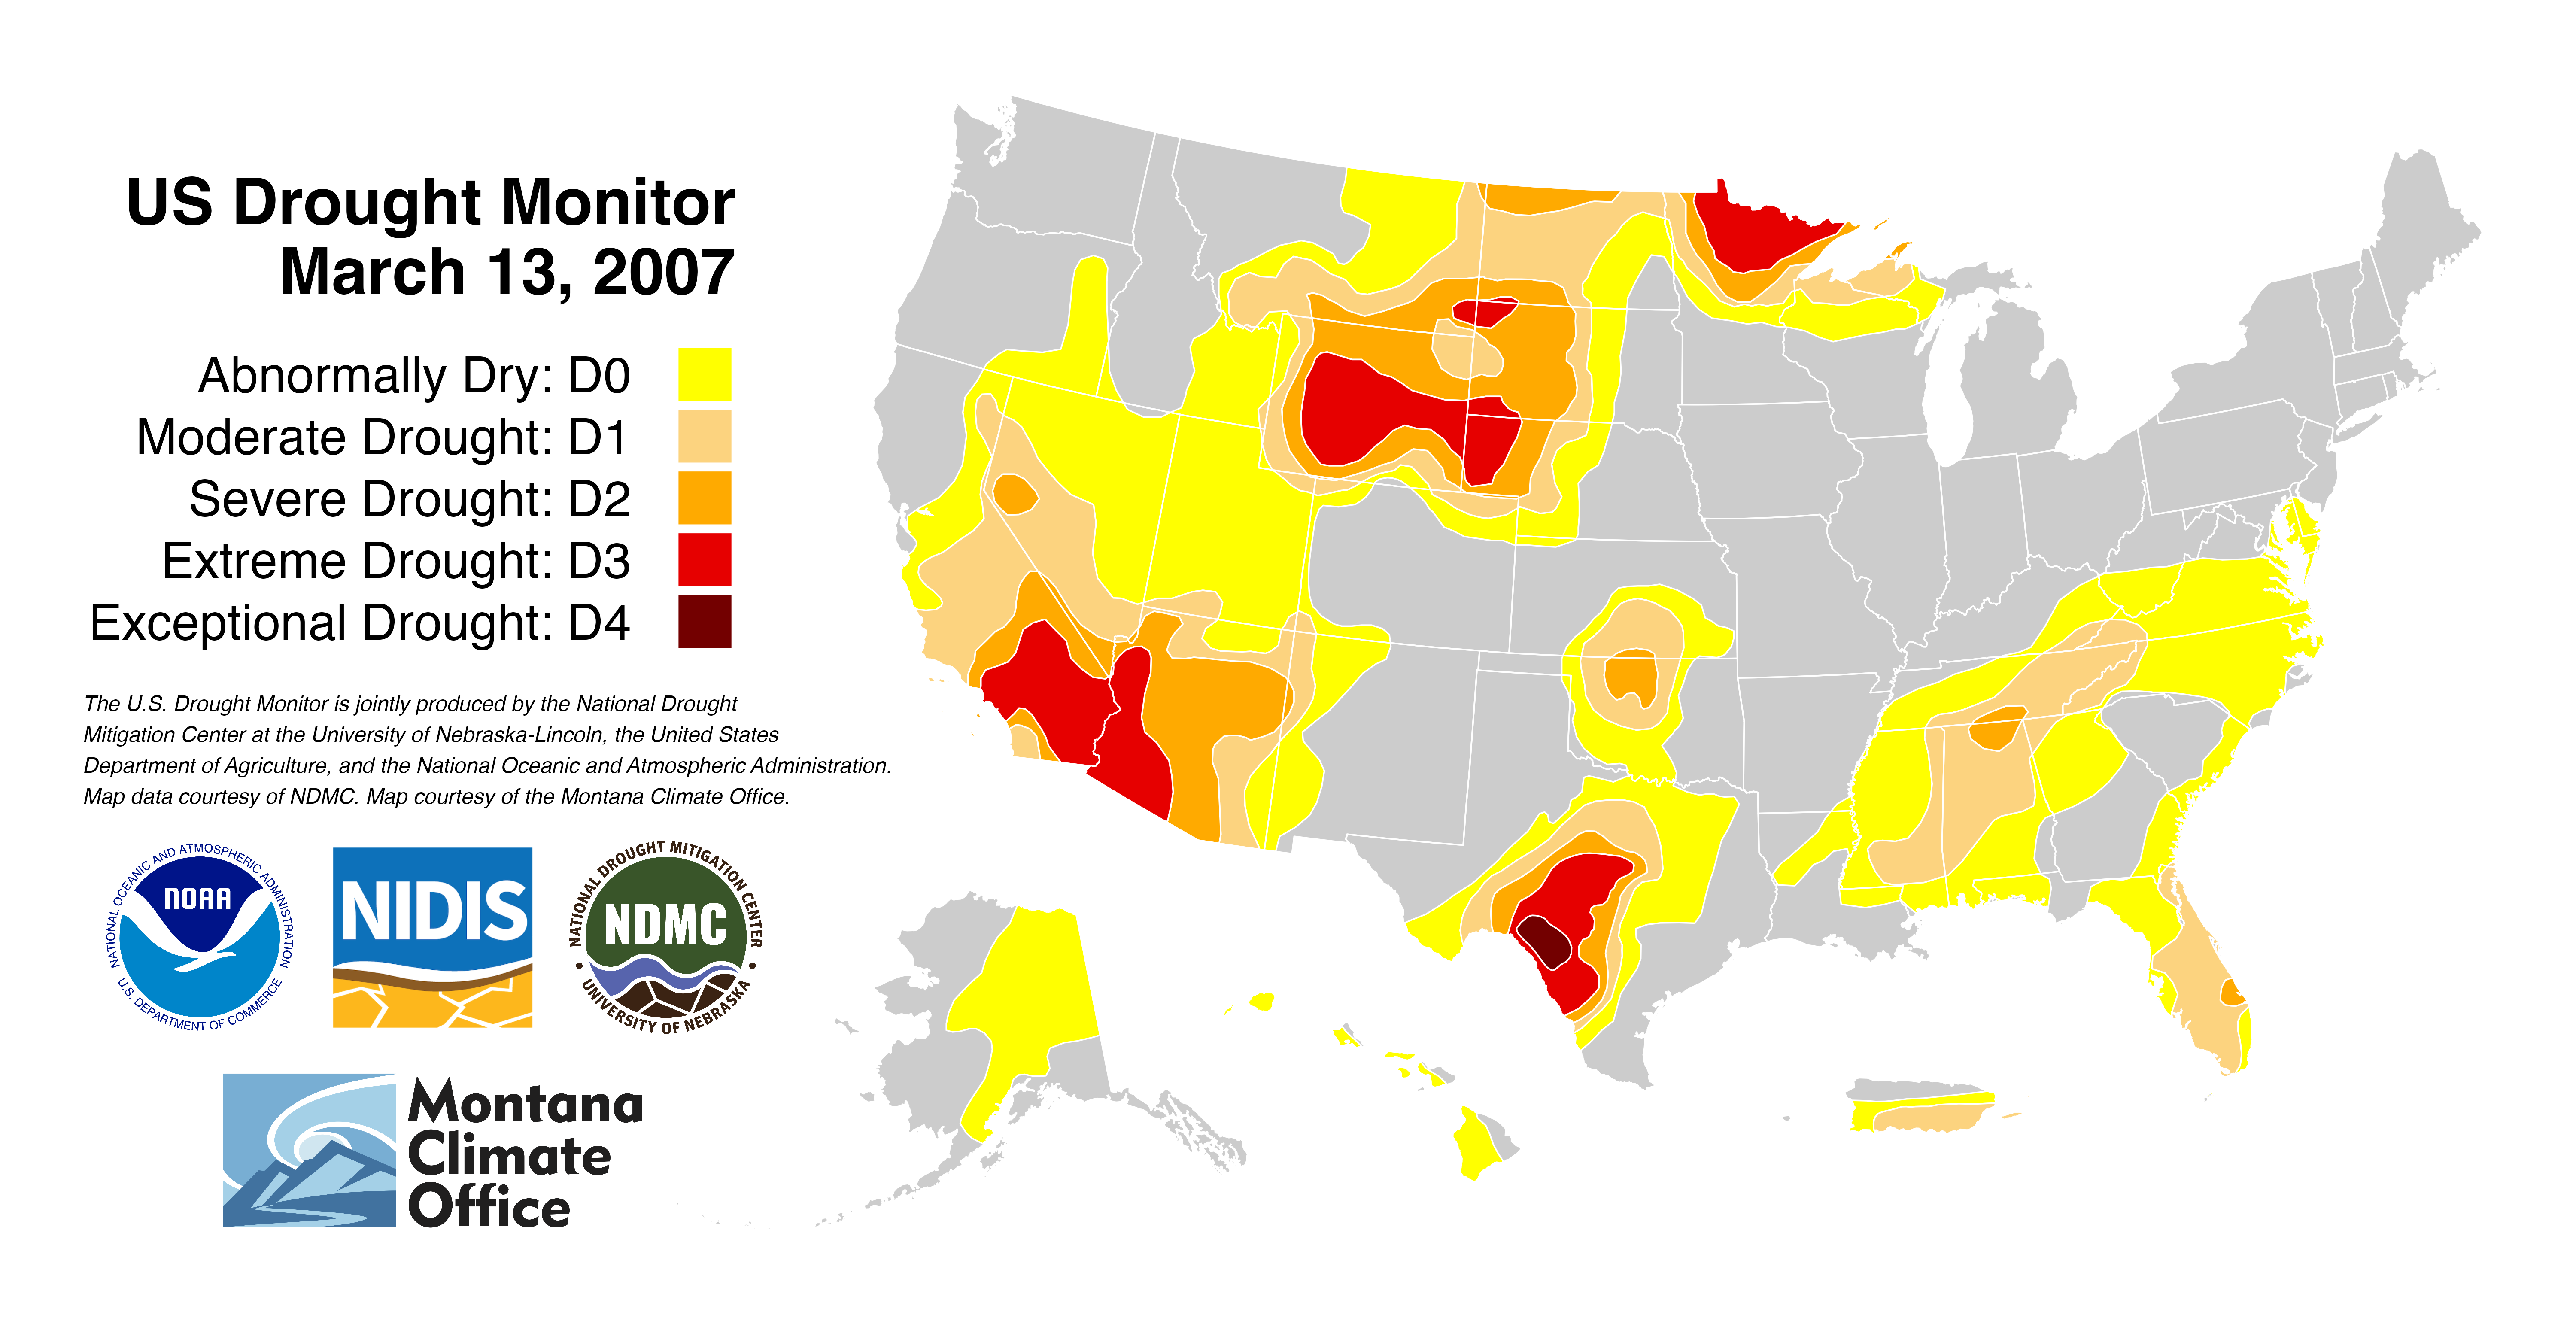 US Drought Monitor
March 13, 2007
Abnormally Dry: D0
Moderate Drought: D1
Severe Drought: D2
Extreme Drought: D3
Exceptional Drought: D4
The U.S. Drought Monitor is jointly produced by the National Drought
Mitigation Center at the University of Nebraska-Lincoln, the United States
Department of Agriculture, and the National Oceanic and Atmospheric Administration.
Map data courtesy of NDMC. Map courtesy of the Montana Climate Office.
NATIONAL OCEANIC AND ATMOSPHERIC ADMINISTRATION
NOAA
U.S. DEPARTMENT OF COMMERCE
NIDIS
NATIONAL DROUGHT MITIGATION CENTER
NDMC
UNIVERSITY OF NEBRASKA
Montana
Climate
Office